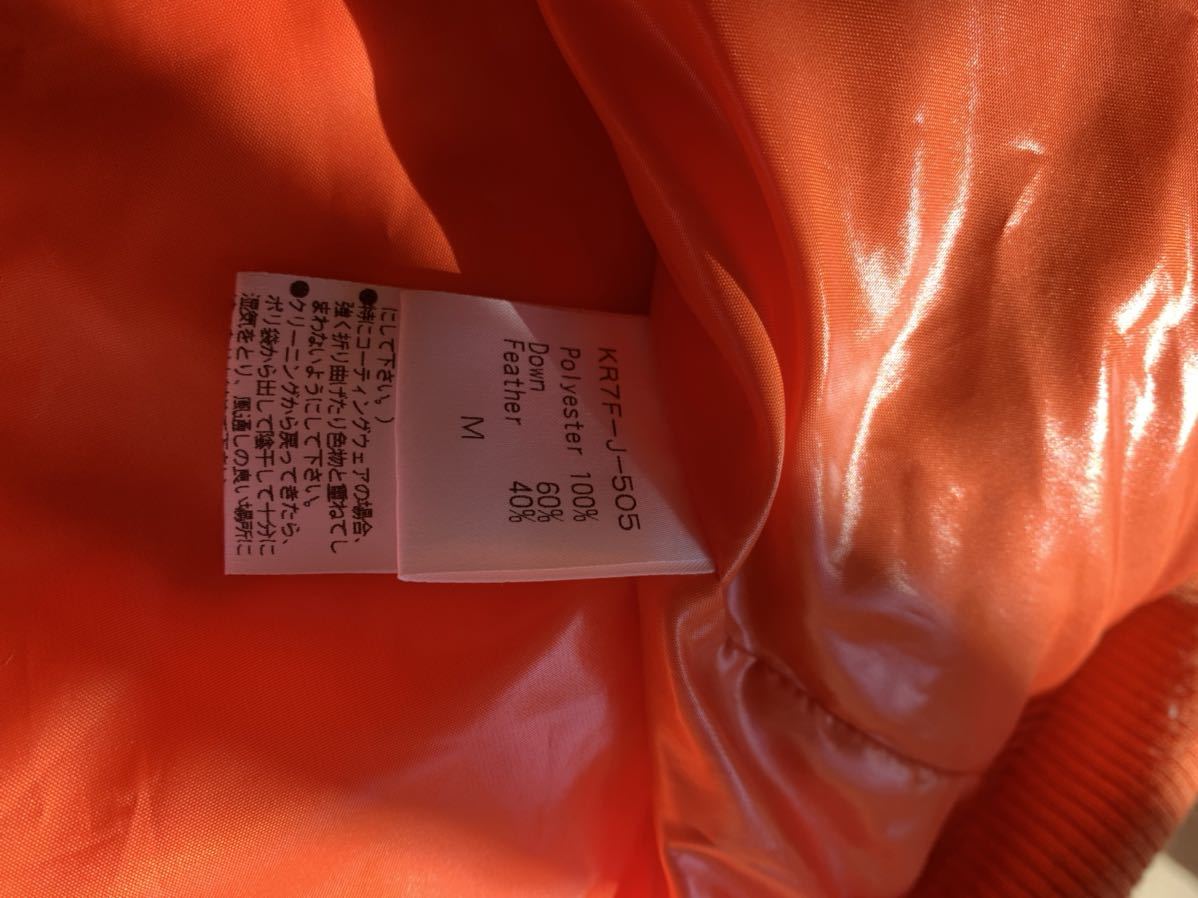 KR7F-J-505
Polyester 100%
Down 60%
Feather 40%
M
にして下さい。)
●特にコーティングウェアの場合、
強く折り曲げたり色物と重ねてし
まわないようにして下さい。
●クリーニングから戻ってきたら、
ポリ袋から出して陰干しで十分に
湿気をとり、風通しの良い場所に